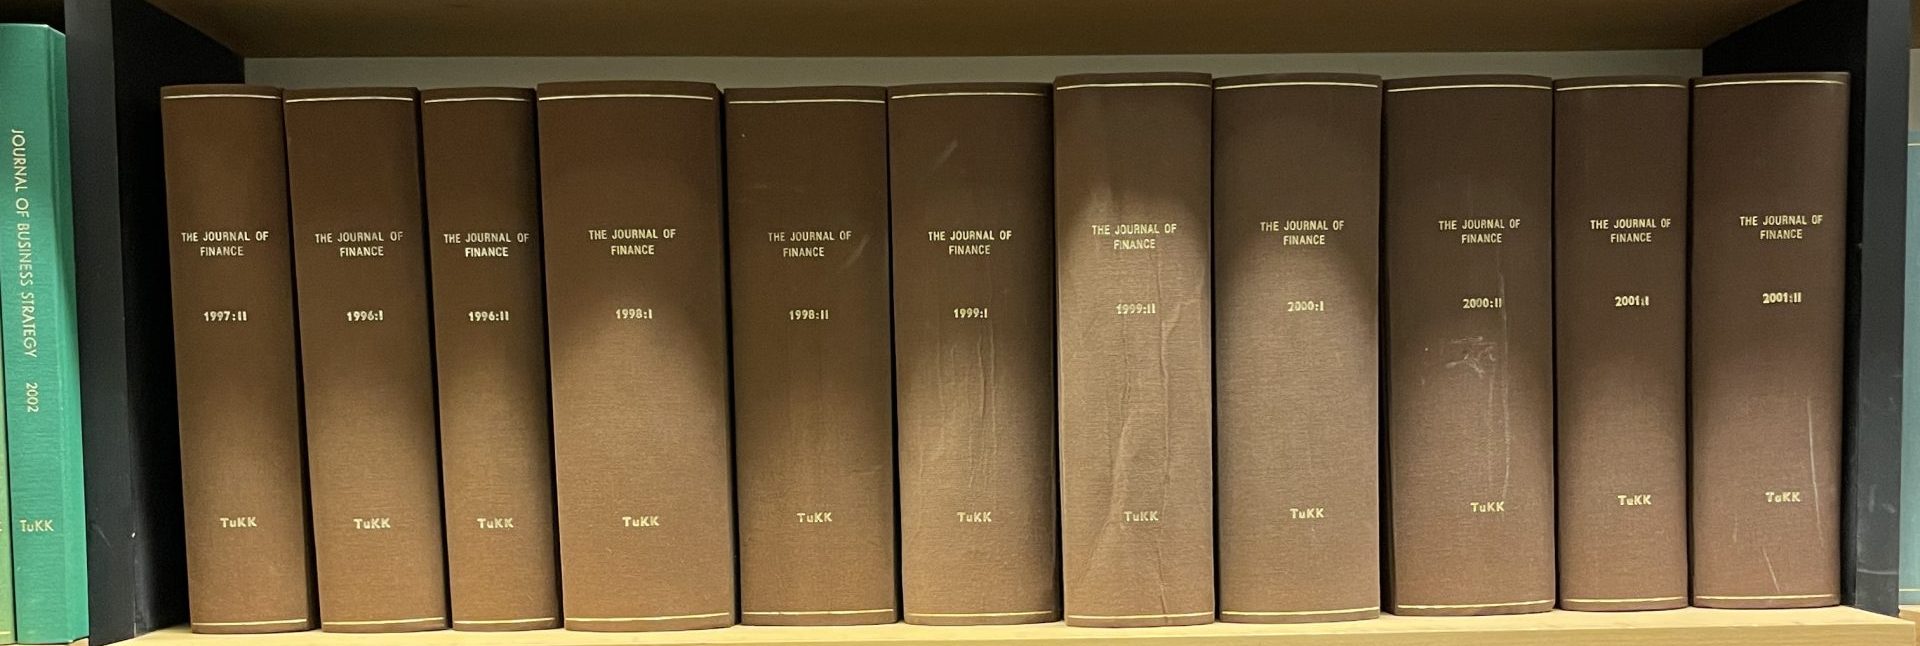 JOURNAL OF BUSINESS STRATEGY 2002
TuKK
THE JOURNAL OF
FINANCE
1997:II
TuKK
THE JOURNAL OF
FINANCE
1996:I
TuKK
THE JOURNAL OF
FINANCE
1996:II
TuKK
THE JOURNAL OF
FINANCE
1998:I
TuKK
THE JOURNAL OF
FINANCE
1998:II
TuKK
THE JOURNAL OF
FINANCE
1999:I
TuKK
THE JOURNAL OF
FINANCE
1999:II
TuKK
THE JOURNAL OF
FINANCE
2000:I
TuKK
THE JOURNAL OF
FINANCE
2000:II
TuKK
THE JOURNAL OF
FINANCE
2001:I
TuKK
THE JOURNAL OF
FINANCE
2001:II
TuKK